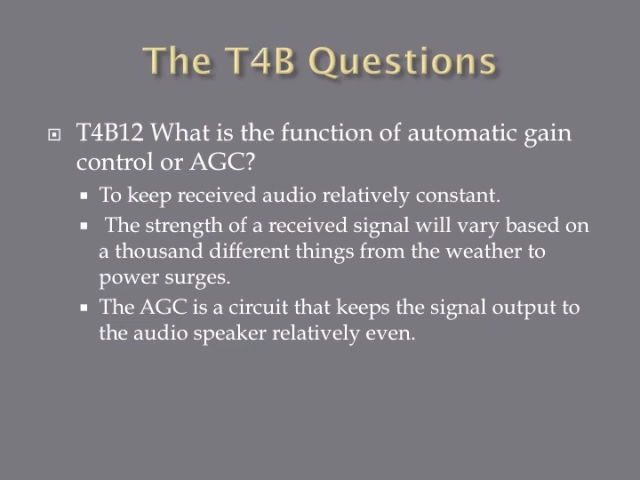 The T4B Questions
T4B12 What is the function of automatic gain
control or AGC?
To keep received audio relatively constant.
The strength of a received signal will vary based on
a thousand different things from the weather to
power surges.
The AGC is a circuit that keeps the signal output to
the audio speaker relatively even.